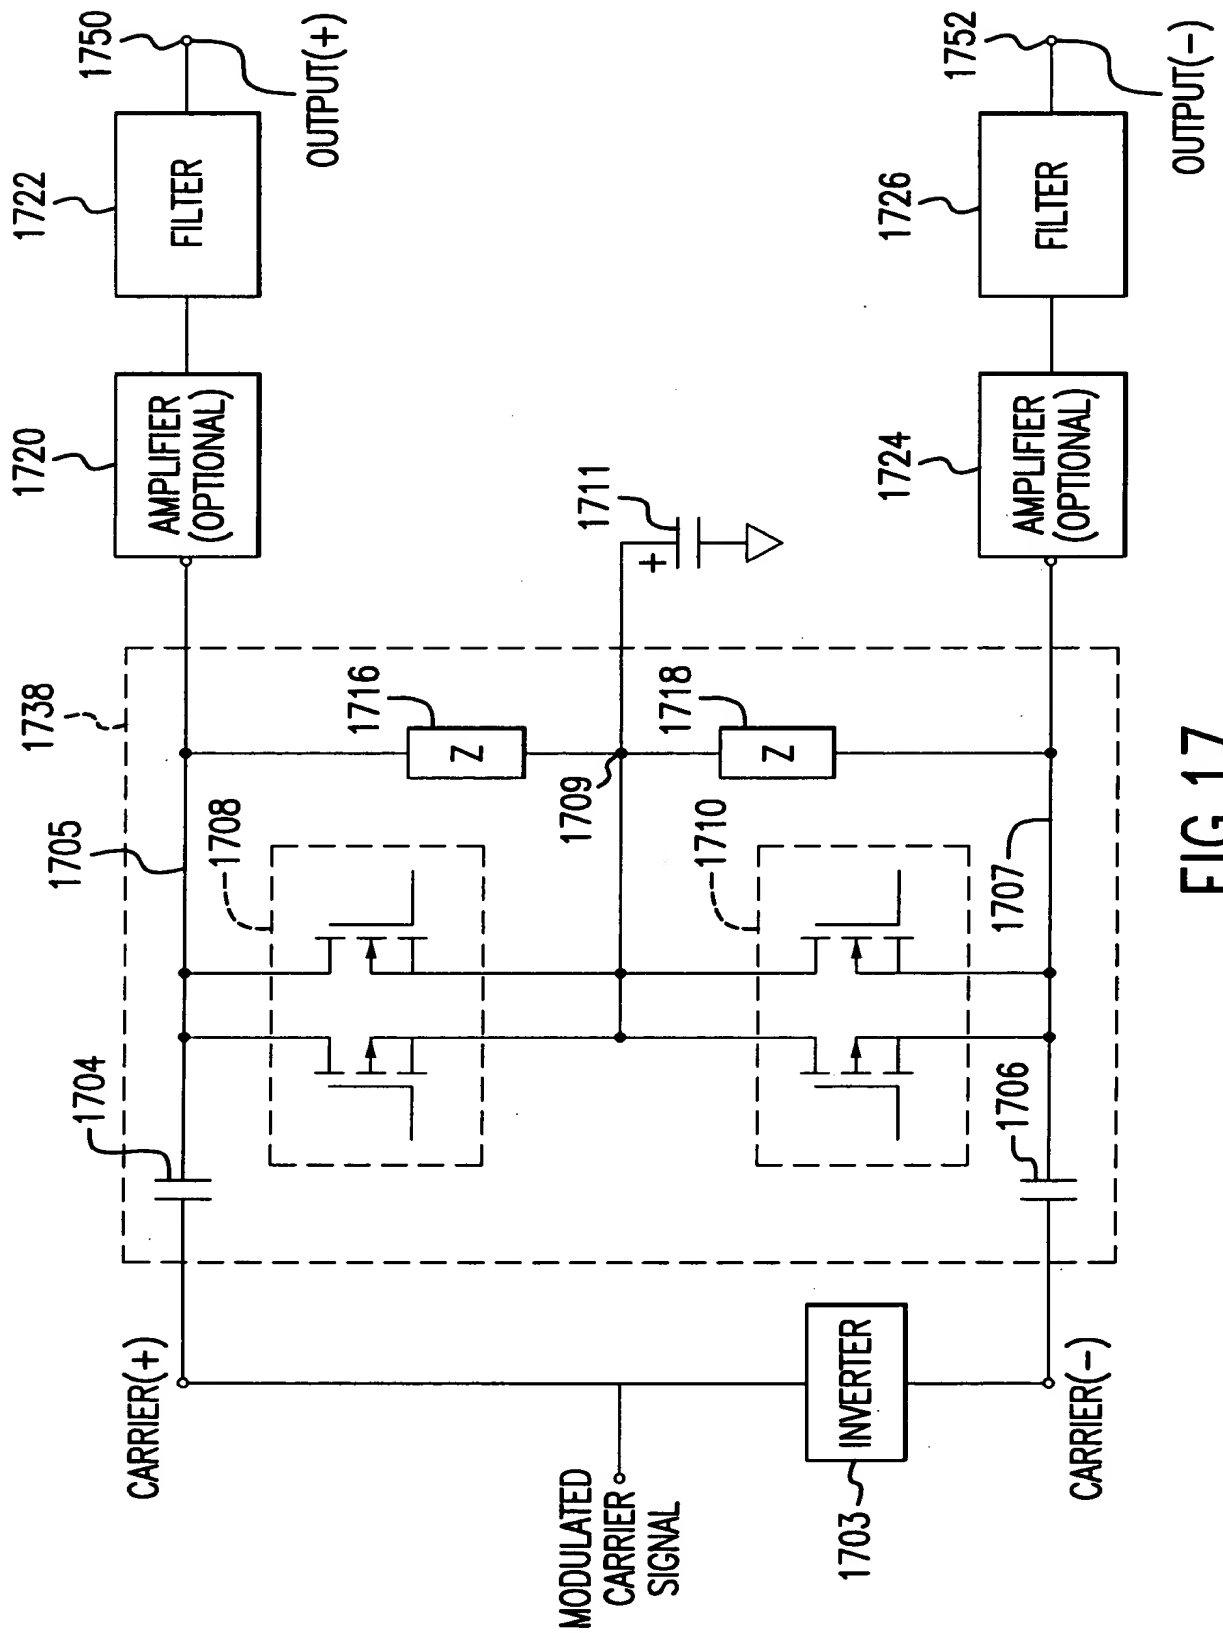 1750
OUTPUT(+)
1722
FILTER
1720
AMPLIFIER
(OPTIONAL)
1738
1705
1716
Z
1708
1704
CARRIER(+)
1711
+
1709
MODULATED
CARRIER
SIGNAL
1718
Z
1710
INVERTER
1703
1752
OUTPUT(−)
1726
FILTER
1724
AMPLIFIER
(OPTIONAL)
1707
1706
CARRIER(−)
FIG.17